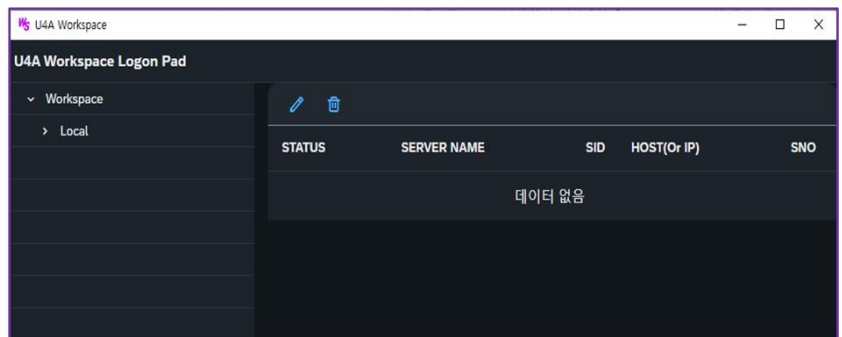 WS U4A Workspace
U4A Workspace Logon Pad
Workspace
Local
STATUS SERVER NAME SID HOST(Or IP) SNO
데이터 없음